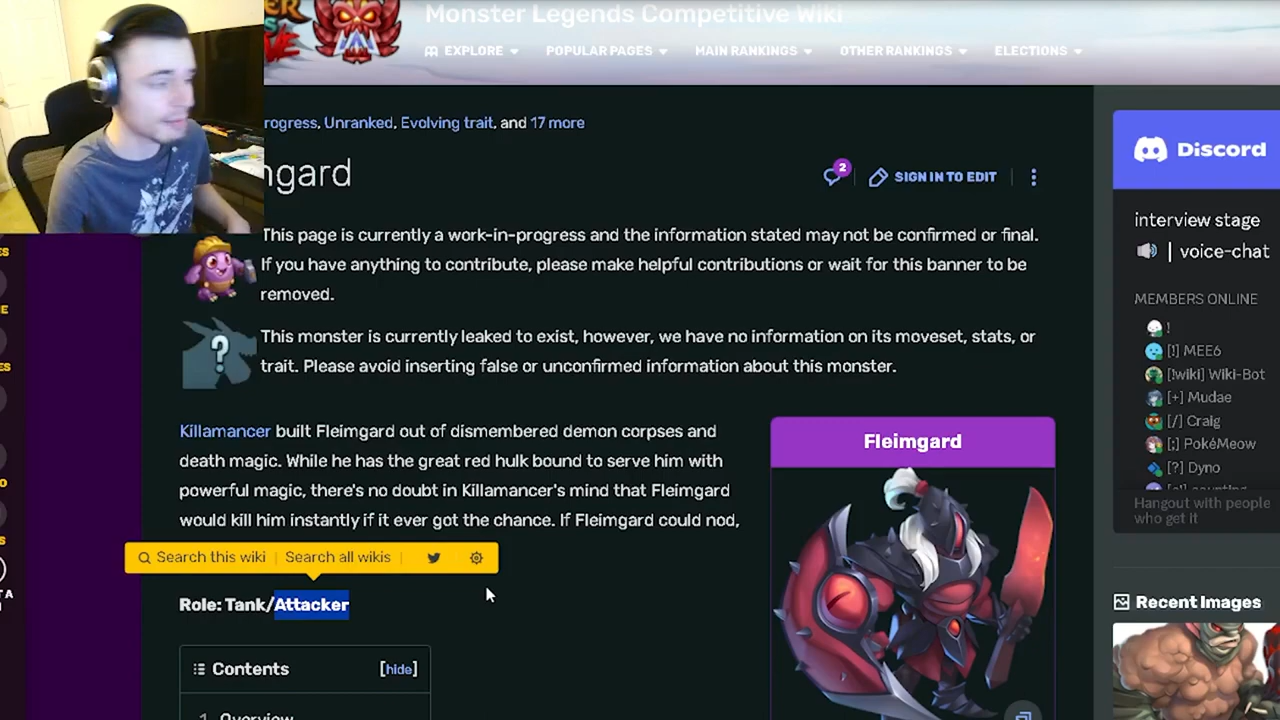 Monster Legends Competitive Wiki
EXPLORE POPULAR PAGES MAIN RANKINGS OTHER RANKINGS ELECTIONS
rogress, Unranked, Evolving trait, and 17 more
ngard
2
SIGN IN TO EDIT
Discord
This page is currently a work-in-progress and the information stated may not be confirmed or final.
If you have anything to contribute, please make helpful contributions or wait for this banner to be
removed.
This monster is currently leaked to exist, however, we have no information on its moveset, stats, or
trait. Please avoid inserting false or unconfirmed information about this monster.
Killamancer built Fleimgard out of dismembered demon corpses and
death magic. While he has the great red hulk bound to serve him with
powerful magic, there's no doubt in Killamancer's mind that Fleimgard
would kill him instantly if it ever got the chance. If Fleimgard could nod,
Search this wiki | Search all wikis
Role: Tank/Attacker
Contents [hide]
1 Overview
Fleimgard
interview stage
| voice-chat
MEMBERS ONLINE
!
[!] MEE6
[!wiki] Wiki-Bot
[+] Mudae
[/] Craig
[;] PokéMeow
[?] Dyno
Hangout with people
who get it
Recent Images